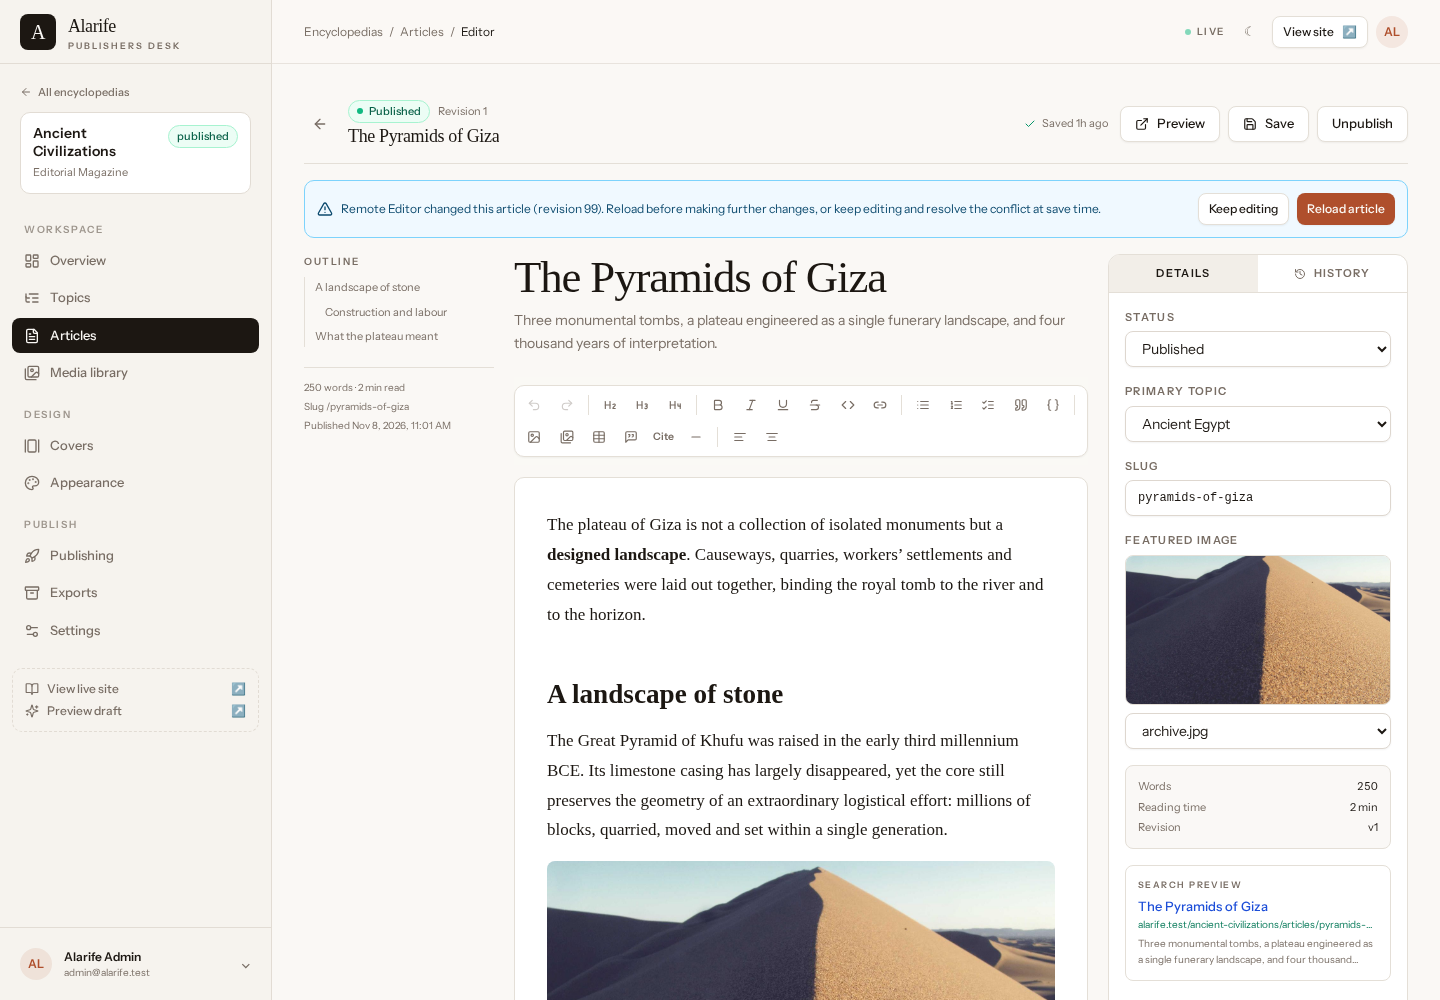 A
Alarife
PUBLISHERS DESK
All encyclopedias
Ancient Civilizations
published
Editorial Magazine
WORKSPACE
Overview
Topics
Articles
Media library
DESIGN
Covers
Appearance
PUBLISH
Publishing
Exports
Settings
View live site
Preview draft
AL
Alarife Admin
admin@alarife.test
Encyclopedias / Articles / Editor
LIVE
View site
AL
Published
Revision 1
The Pyramids of Giza
Saved 1h ago
Preview
Save
Unpublish
Remote Editor changed this article (revision 99). Reload before making further changes, or keep editing and resolve the conflict at save time.
Keep editing
Reload article
OUTLINE
A landscape of stone
Construction and labour
What the plateau meant
250 words · 2 min read
Slug /pyramids-of-giza
Published Nov 8, 2026, 11:01 AM
The Pyramids of Giza
Three monumental tombs, a plateau engineered as a single funerary landscape, and four
thousand years of interpretation.
H2 H3 H4 B I U S
Cite
The plateau of Giza is not a collection of isolated monuments but a
designed landscape. Causeways, quarries, workers’ settlements and
cemeteries were laid out together, binding the royal tomb to the river and
to the horizon.
A landscape of stone
The Great Pyramid of Khufu was raised in the early third millennium
BCE. Its limestone casing has largely disappeared, yet the core still
preserves the geometry of an extraordinary logistical effort: millions of
blocks, quarried, moved and set within a single generation.
DETAILS
HISTORY
STATUS
Published
PRIMARY TOPIC
Ancient Egypt
SLUG
pyramids-of-giza
FEATURED IMAGE
archive.jpg
Words 250
Reading time 2 min
Revision v1
SEARCH PREVIEW
The Pyramids of Giza
alarife.test/ancient-civilizations/articles/pyramids-...
Three monumental tombs, a plateau engineered as
a single funerary landscape, and four thousand...